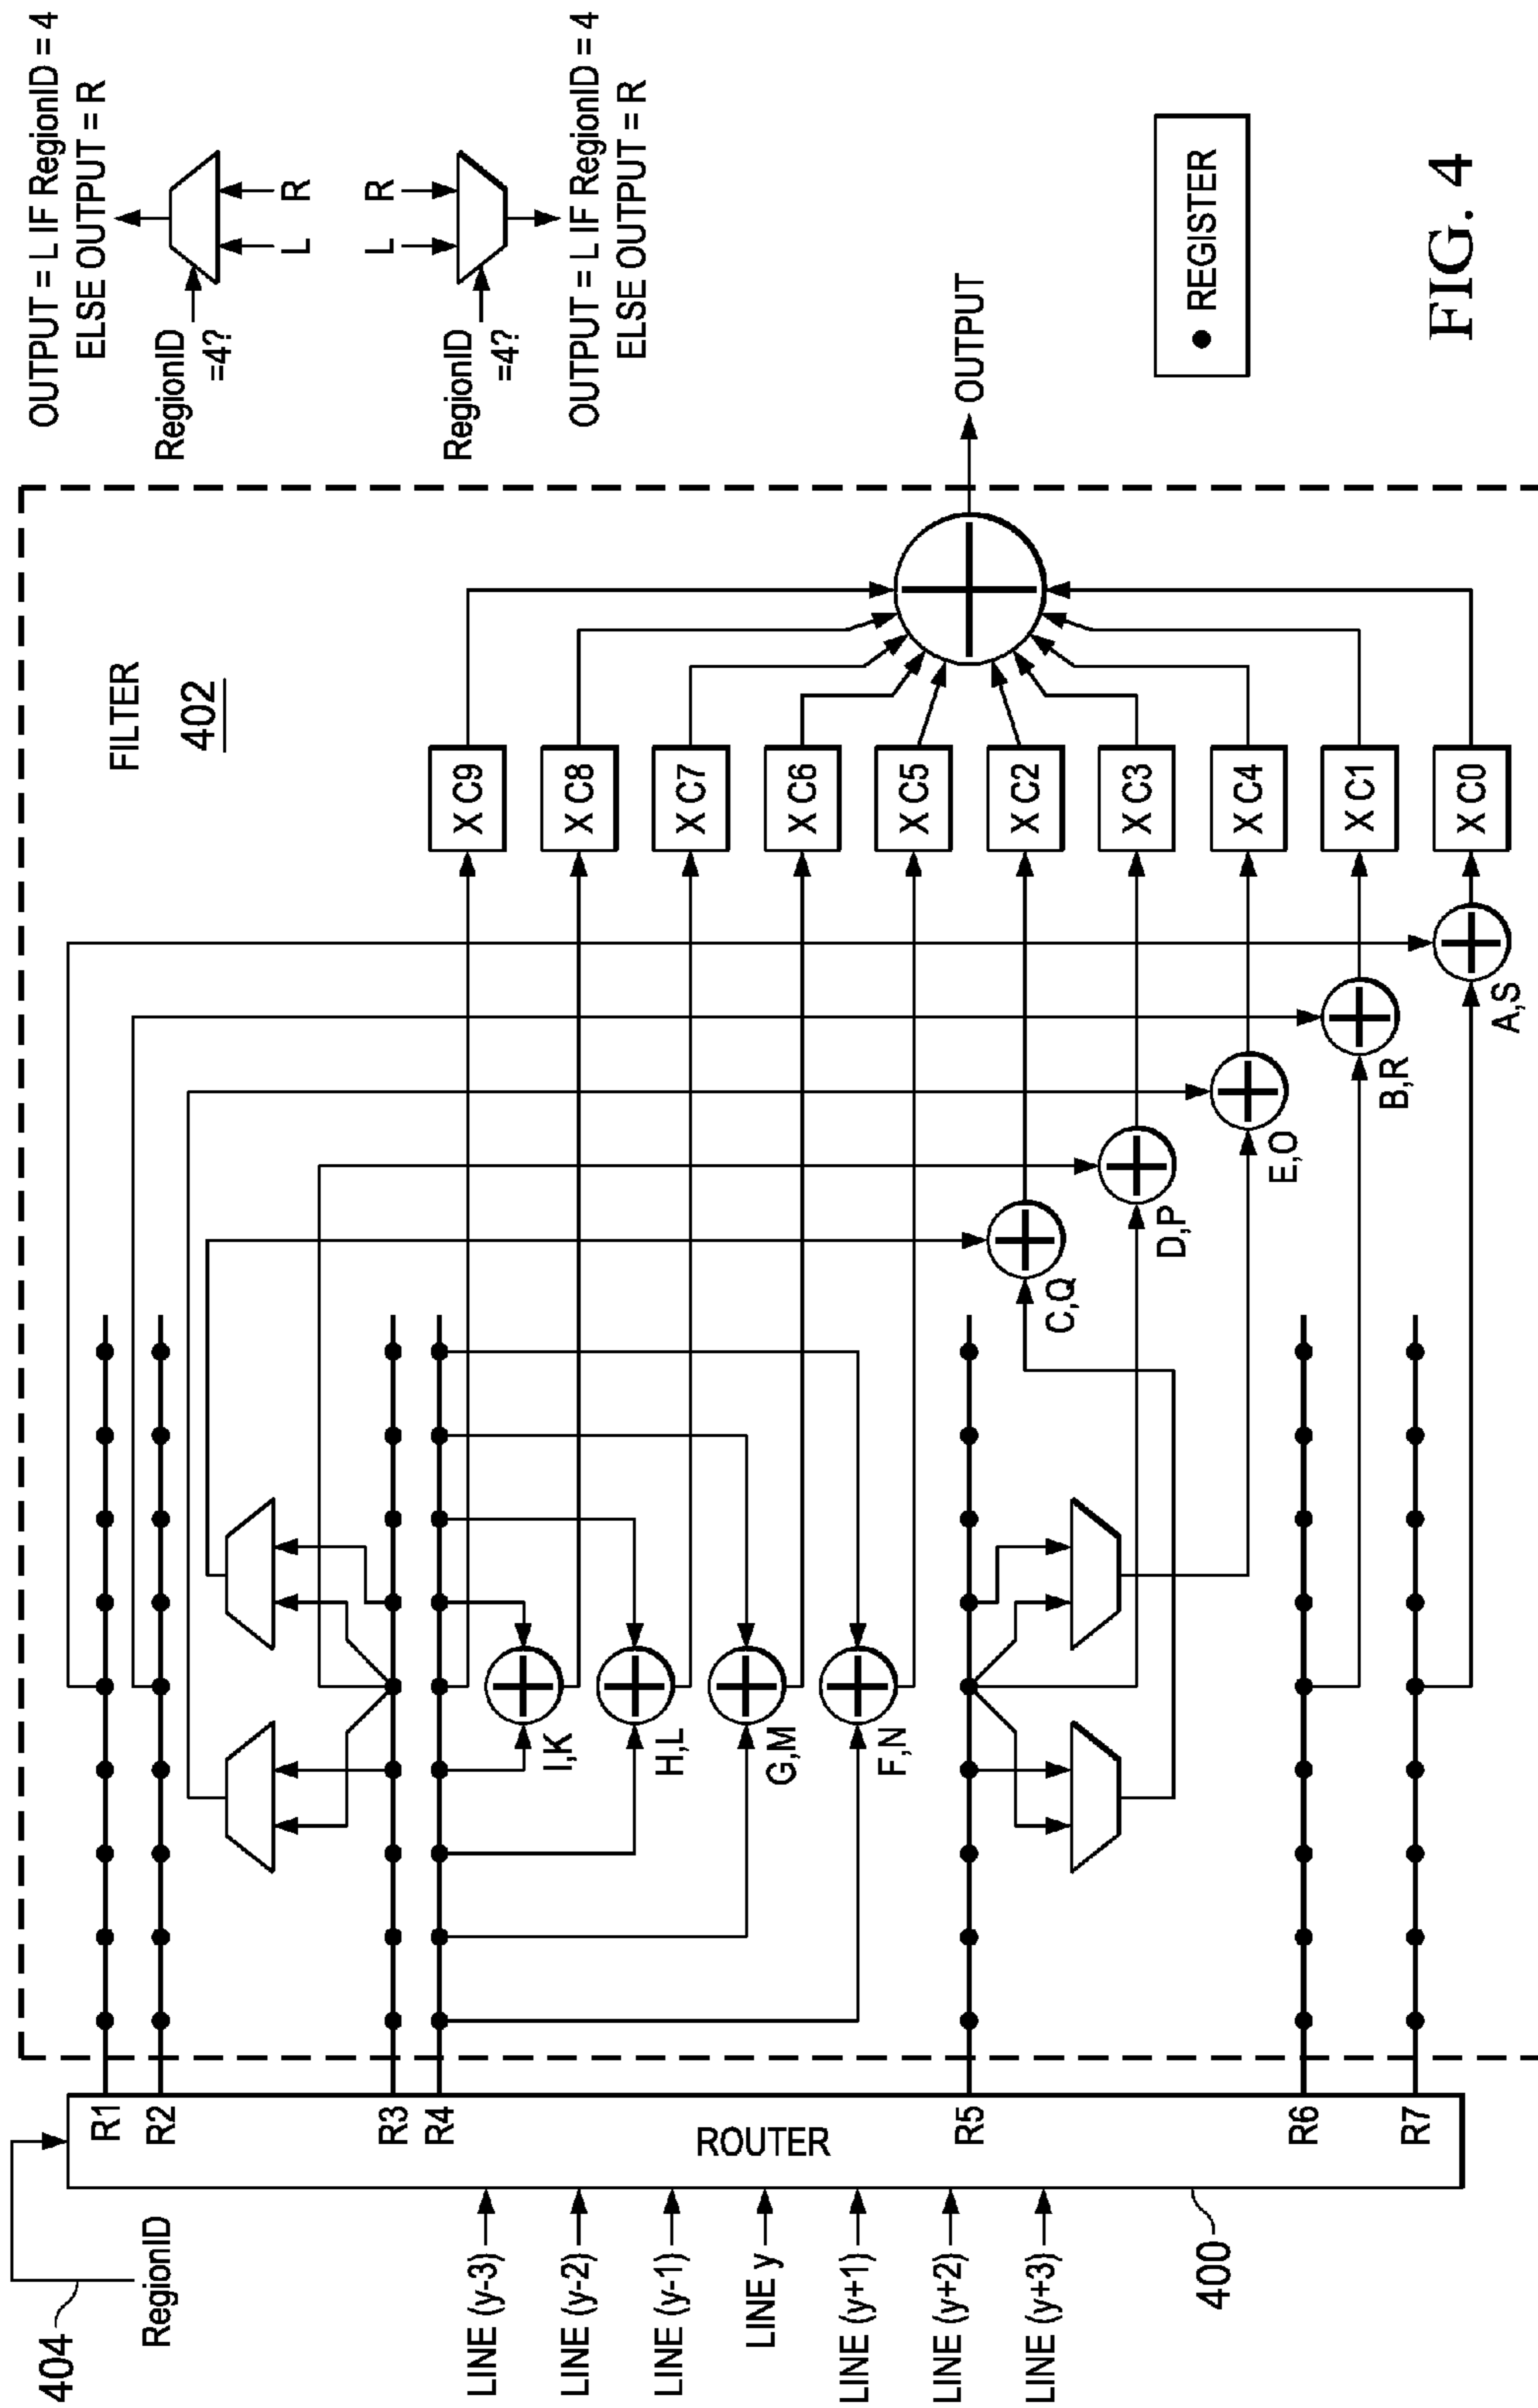 404
RegionID
LINE (y-3)
LINE (y-2)
LINE (y-1)
LINE y
LINE (y+1)
LINE (y+2)
LINE (y+3)
400
ROUTER
R1
R2
R3
R4
R5
R6
R7
FILTER
402
I,K
H,L
G,M
F,N
C,Q
D,P
E,O
B,R
A,S
X C9
X C8
X C7
X C6
X C5
X C2
X C3
X C4
X C1
X C0
OUTPUT
OUTPUT = L IF RegionID = 4
ELSE OUTPUT = R
RegionID
=4?
L R
L R
RegionID
=4?
OUTPUT = L IF RegionID = 4
ELSE OUTPUT = R
● REGISTER
FIG. 4